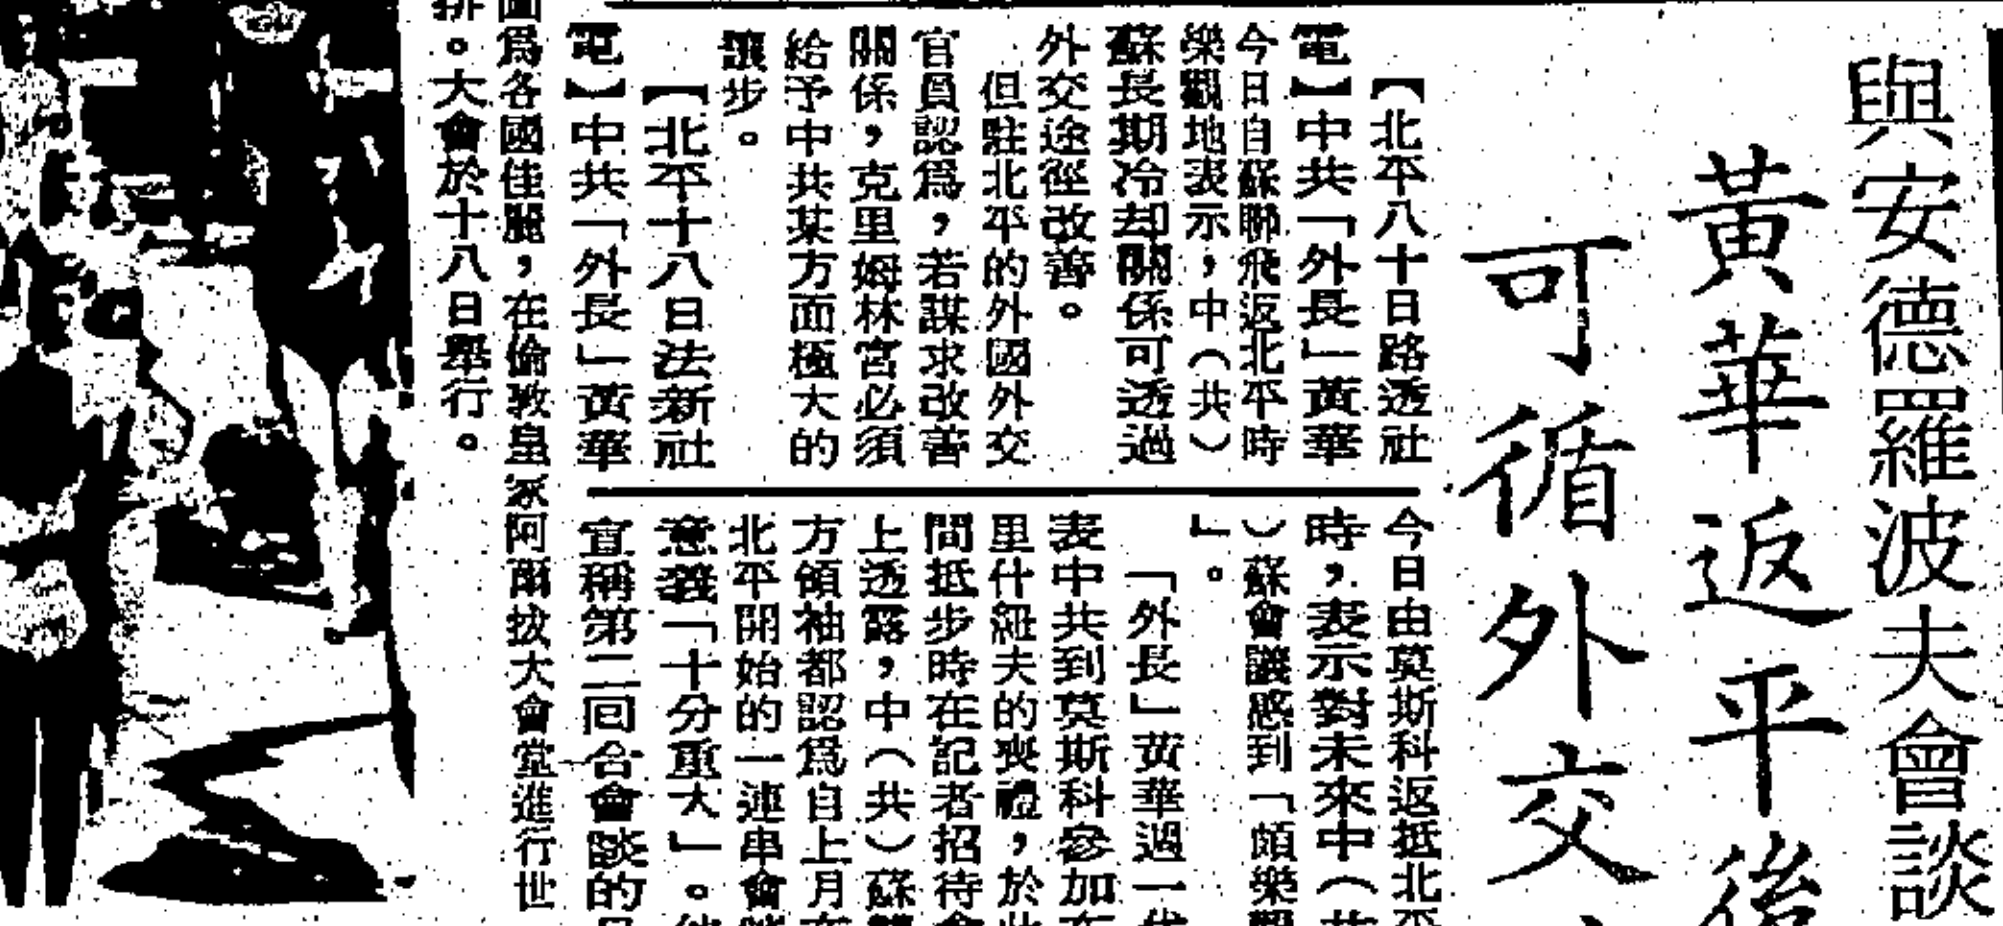 與安德羅波夫會談
黃華返平後
可循外交
【北平八十日路透社
電】中共「外長」黃華
今日自蘇聯飛返北平時
樂觀地表示，中（共）
蘇長期冷却關係可透過
外交途徑改善。
但駐北平的外國外交
官員認爲，若謀求改善
關係，克里姆林宮必須
給予中共某方面極大的
讓步。
【北平十八日法新社
電】中共「外長」黃華
今日由莫斯科返抵北平
時，表示對未來中（共
）蘇會議感到「頗樂觀
」。
「外長」黃華週一代
表中共到莫斯科參加布
里什紐夫的喪禮，於此
間抵步時在記者招待會
上透露，中（共）蘇雙
方領袖都認爲自上月在
北平開始的一連串會談
意義「十分重大」。他
宣稱第二回合會談的日
圖爲各國佳麗，在倫敦皇家阿爾拔大會堂進行世
排。大會於十八日舉行。